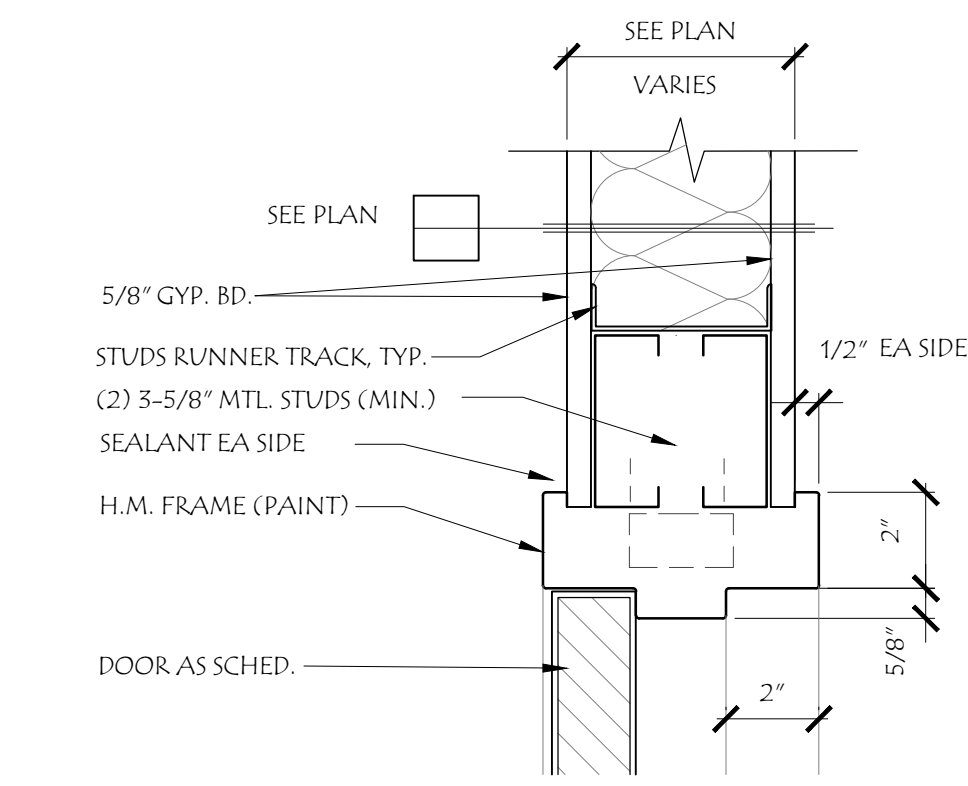 SEE PLAN
VARIES
SEE PLAN
5/8" GYP. BD.
STUDS RUNNER TRACK, TYP.
1/2" EA SIDE
(2) 3-5/8" MTL. STUDS (MIN.)
SEALANT EA SIDE
H.M. FRAME (PAINT)
2"
5/8"
DOOR AS SCHED.
2"